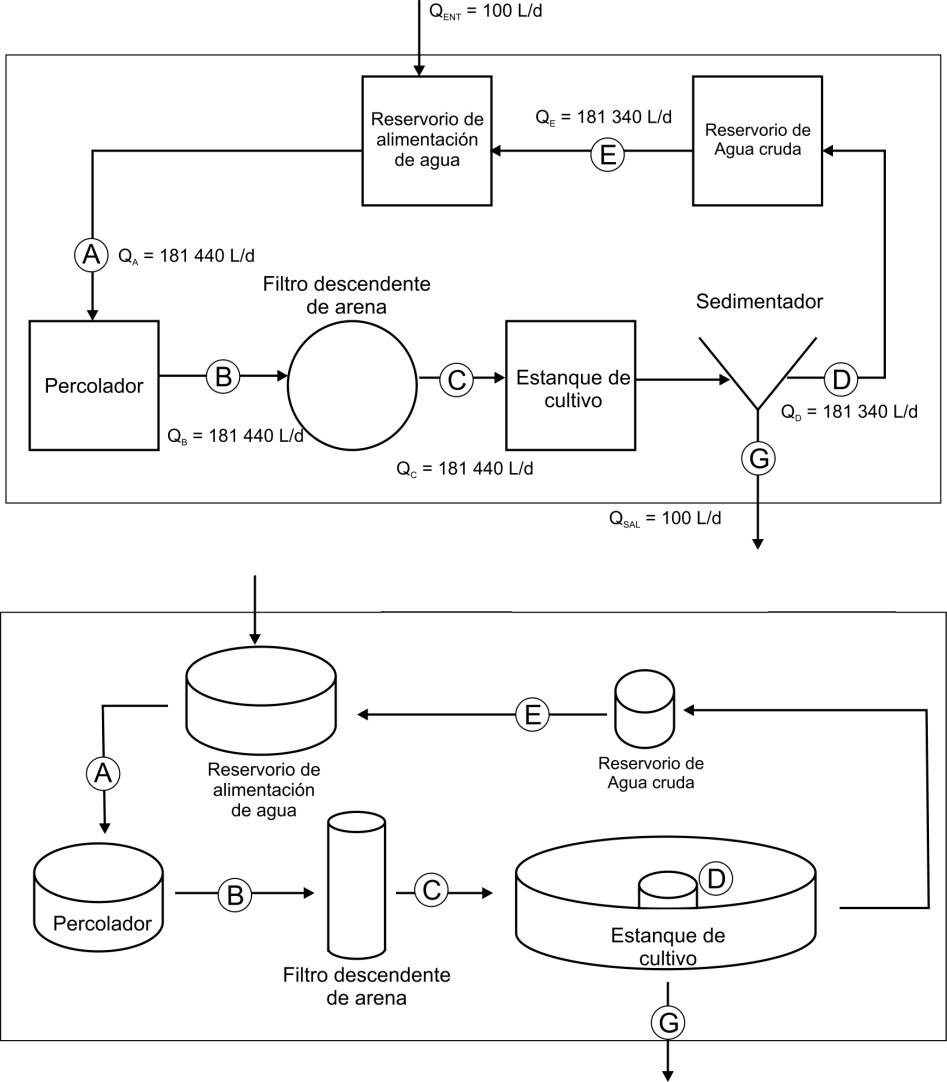 Q_ENT = 100 L/d
Reservorio de
alimentación
de agua
Q_E = 181 340 L/d
E
Reservorio de
Agua cruda
A
Q_A = 181 440 L/d
Filtro descendente
de arena
Sedimentador
Percolador
B
Q_B = 181 440 L/d
C
Q_C = 181 440 L/d
Estanque de
cultivo
D
Q_D = 181 340 L/d
G
Q_SAL = 100 L/d
E
Reservorio de
alimentación
de agua
Reservorio de
Agua cruda
A
Percolador
B
Filtro descendente
de arena
C
D
Estanque de
cultivo
G